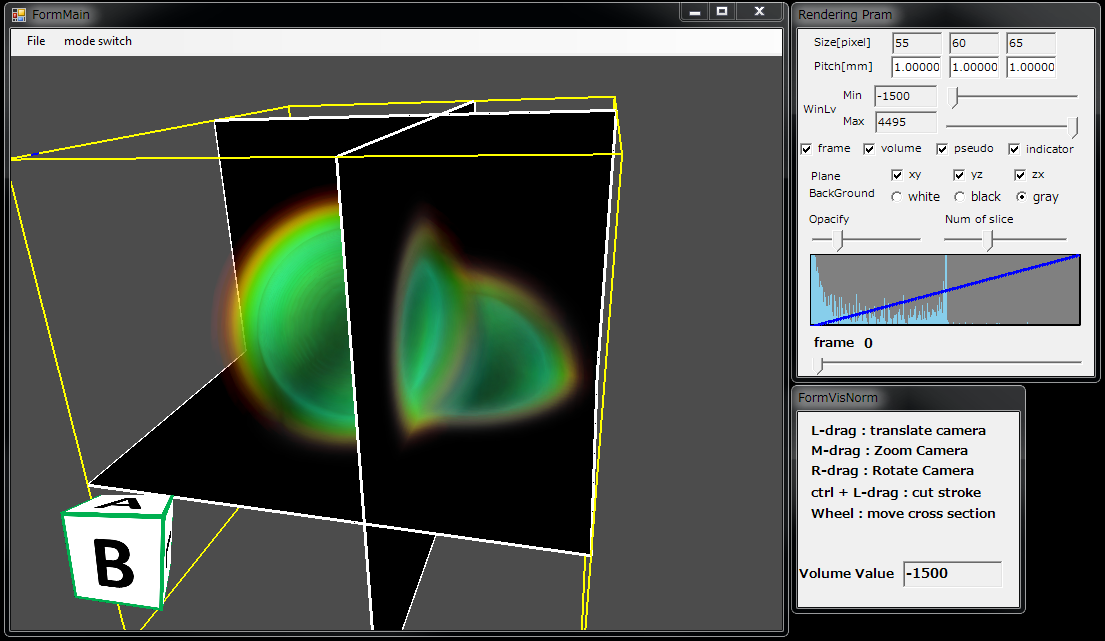 FormMain
File mode switch
A
B
Rendering Pram
Size[pixel] 55 60 65
Pitch[mm] 1.00000 1.00000 1.00000
WinLv
Min -1500
Max 4495
frame volume pseudo indicator
Plane xy yz zx
BackGround white black gray
Opacify Num of slice
frame 0
FormVisNorm
L-drag : translate camera
M-drag : Zoom Camera
R-drag : Rotate Camera
ctrl + L-drag : cut stroke
Wheel : move cross section
Volume Value -1500